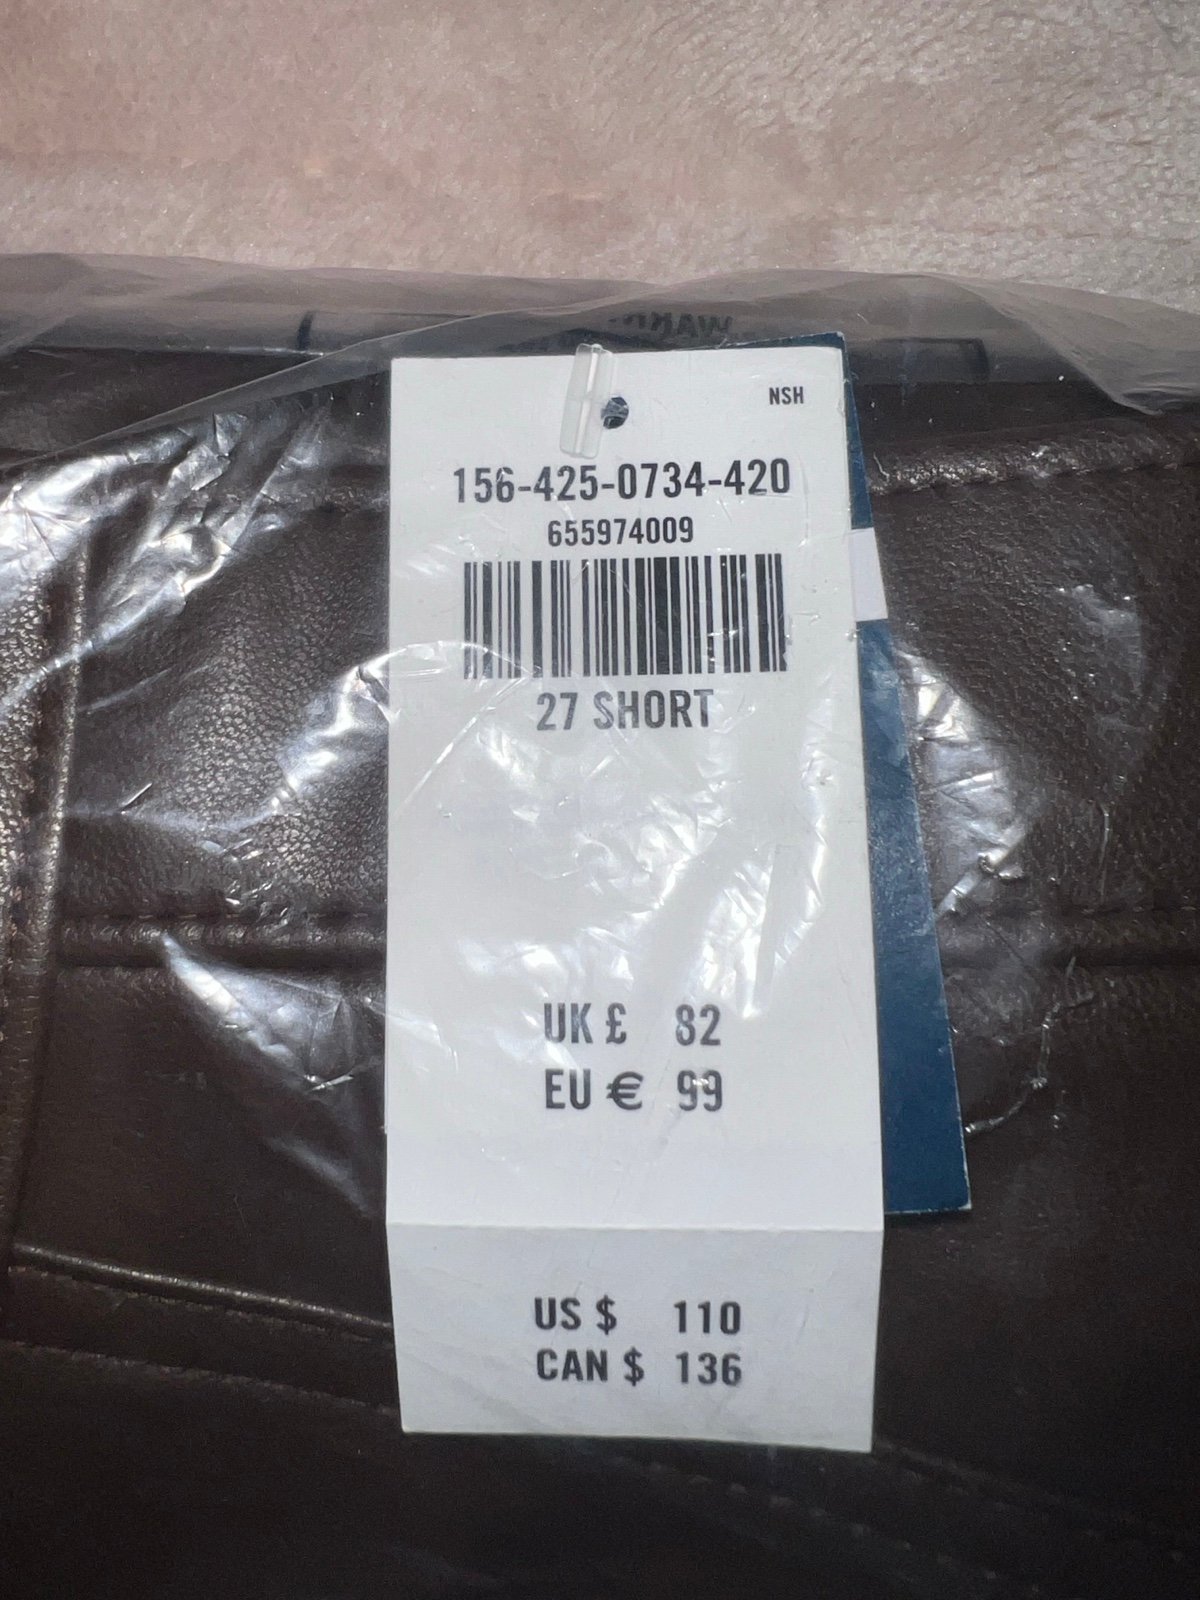 NSH
156-425-0734-420
655974009
27 SHORT
UK £ 82
EU € 99
US $ 110
CAN $ 136